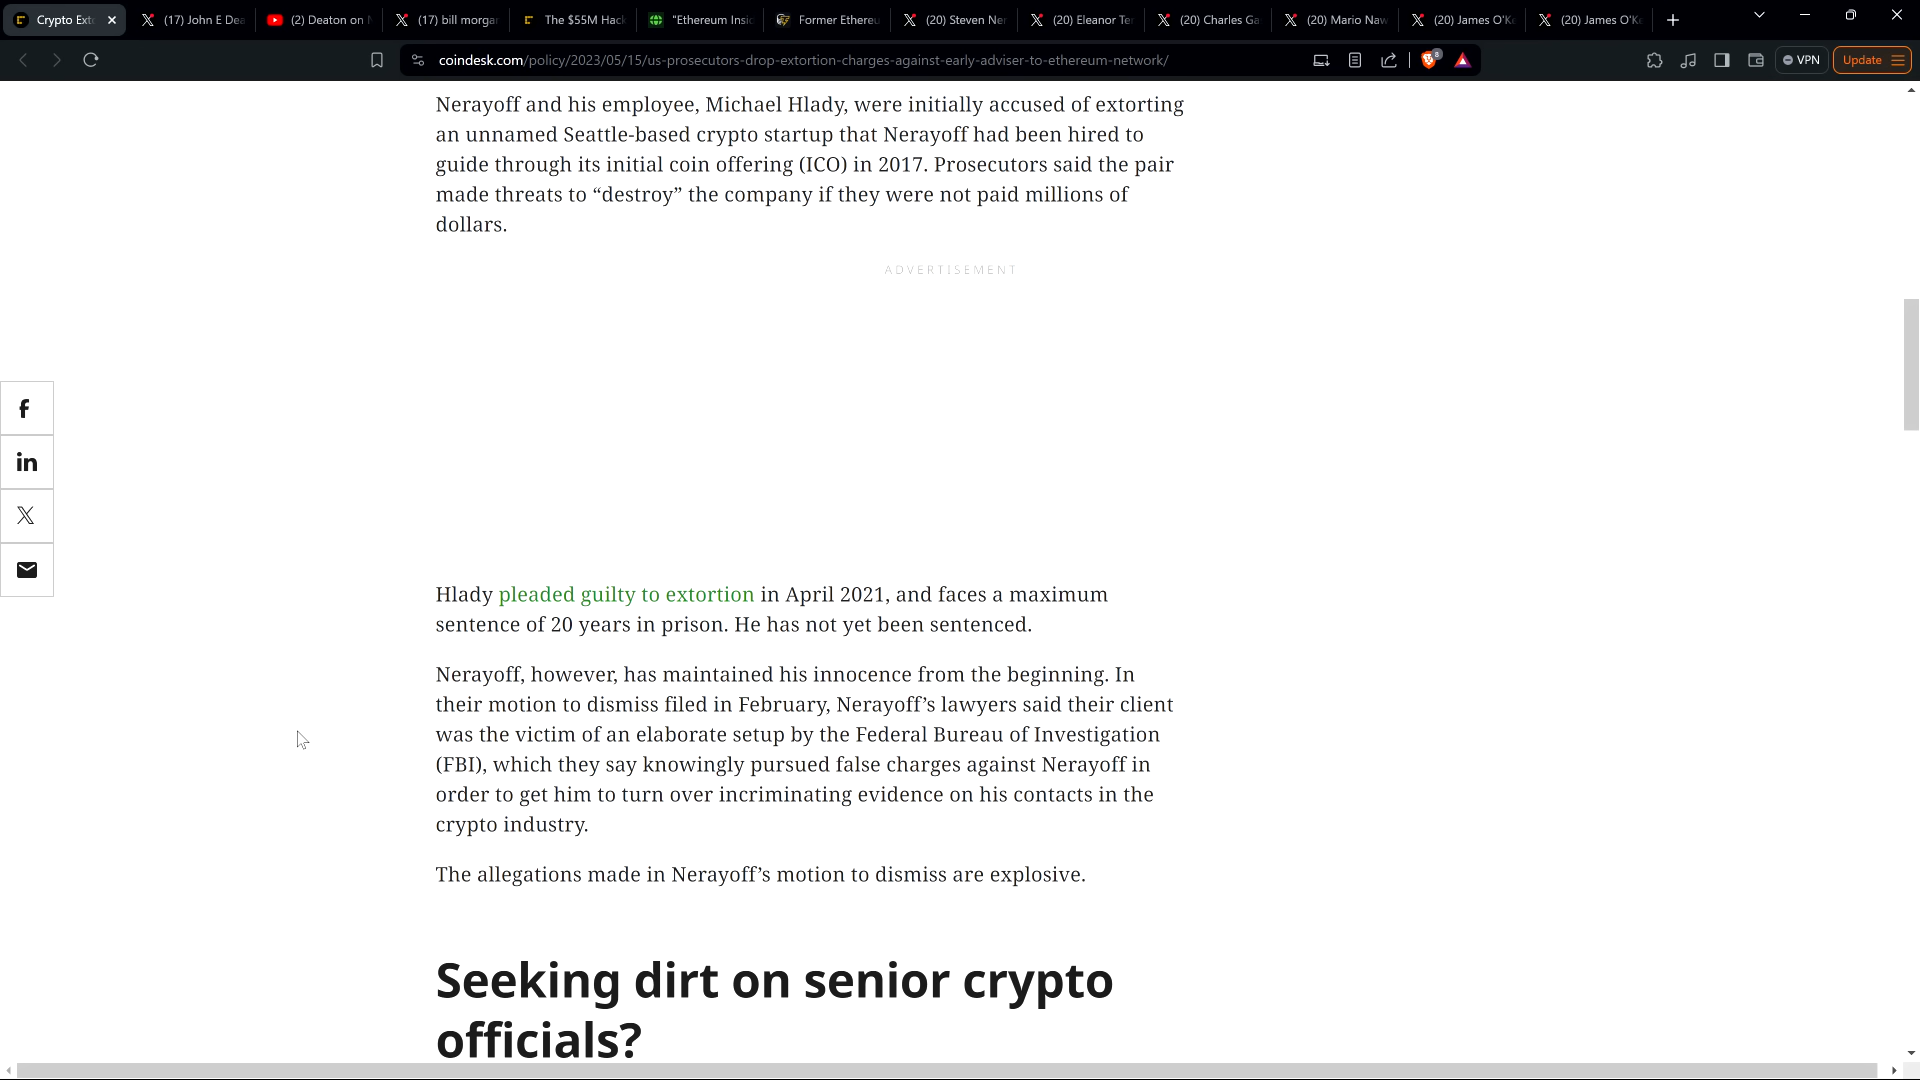 Crypto Ext
(17) John E Dea
(2) Deaton on
(17) bill morga
The $55M Hack
"Ethereum Insi
Former Ethereu
(20) Steven Ner
(20) Eleanor Ter
(20) Charles Ga
(20) Mario Naw
(20) James O'Ke
(20) James O'Ke
coindesk.com/policy/2023/05/15/us-prosecutors-drop-extortion-charges-against-early-adviser-to-ethereum-network/
8
VPN
Update
Nerayoff and his employee, Michael Hlady, were initially accused of extorting
an unnamed Seattle-based crypto startup that Nerayoff had been hired to
guide through its initial coin offering (ICO) in 2017. Prosecutors said the pair
made threats to “destroy” the company if they were not paid millions of
dollars.
ADVERTISEMENT
Hlady pleaded guilty to extortion in April 2021, and faces a maximum
sentence of 20 years in prison. He has not yet been sentenced.
Nerayoff, however, has maintained his innocence from the beginning. In
their motion to dismiss filed in February, Nerayoff’s lawyers said their client
was the victim of an elaborate setup by the Federal Bureau of Investigation
(FBI), which they say knowingly pursued false charges against Nerayoff in
order to get him to turn over incriminating evidence on his contacts in the
crypto industry.
The allegations made in Nerayoff’s motion to dismiss are explosive.
Seeking dirt on senior crypto
officials?